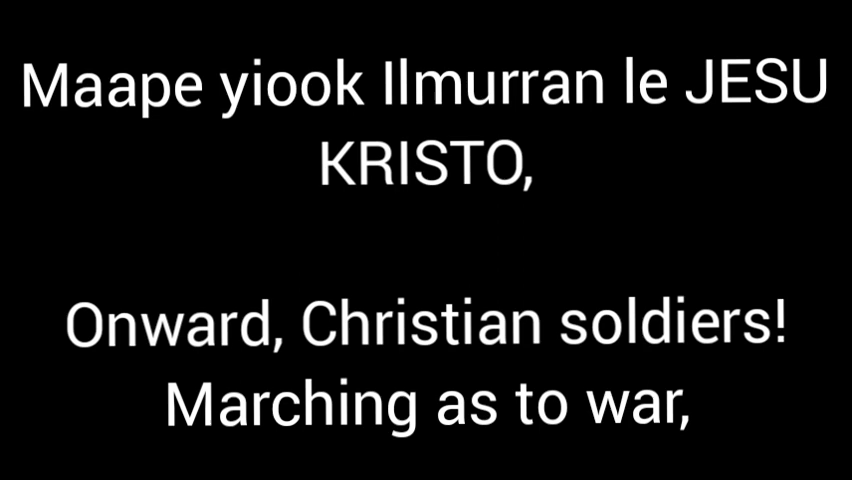 Maape yiook Ilmurran le JESU
KRISTO,
Onward, Christian soldiers!
Marching as to war,